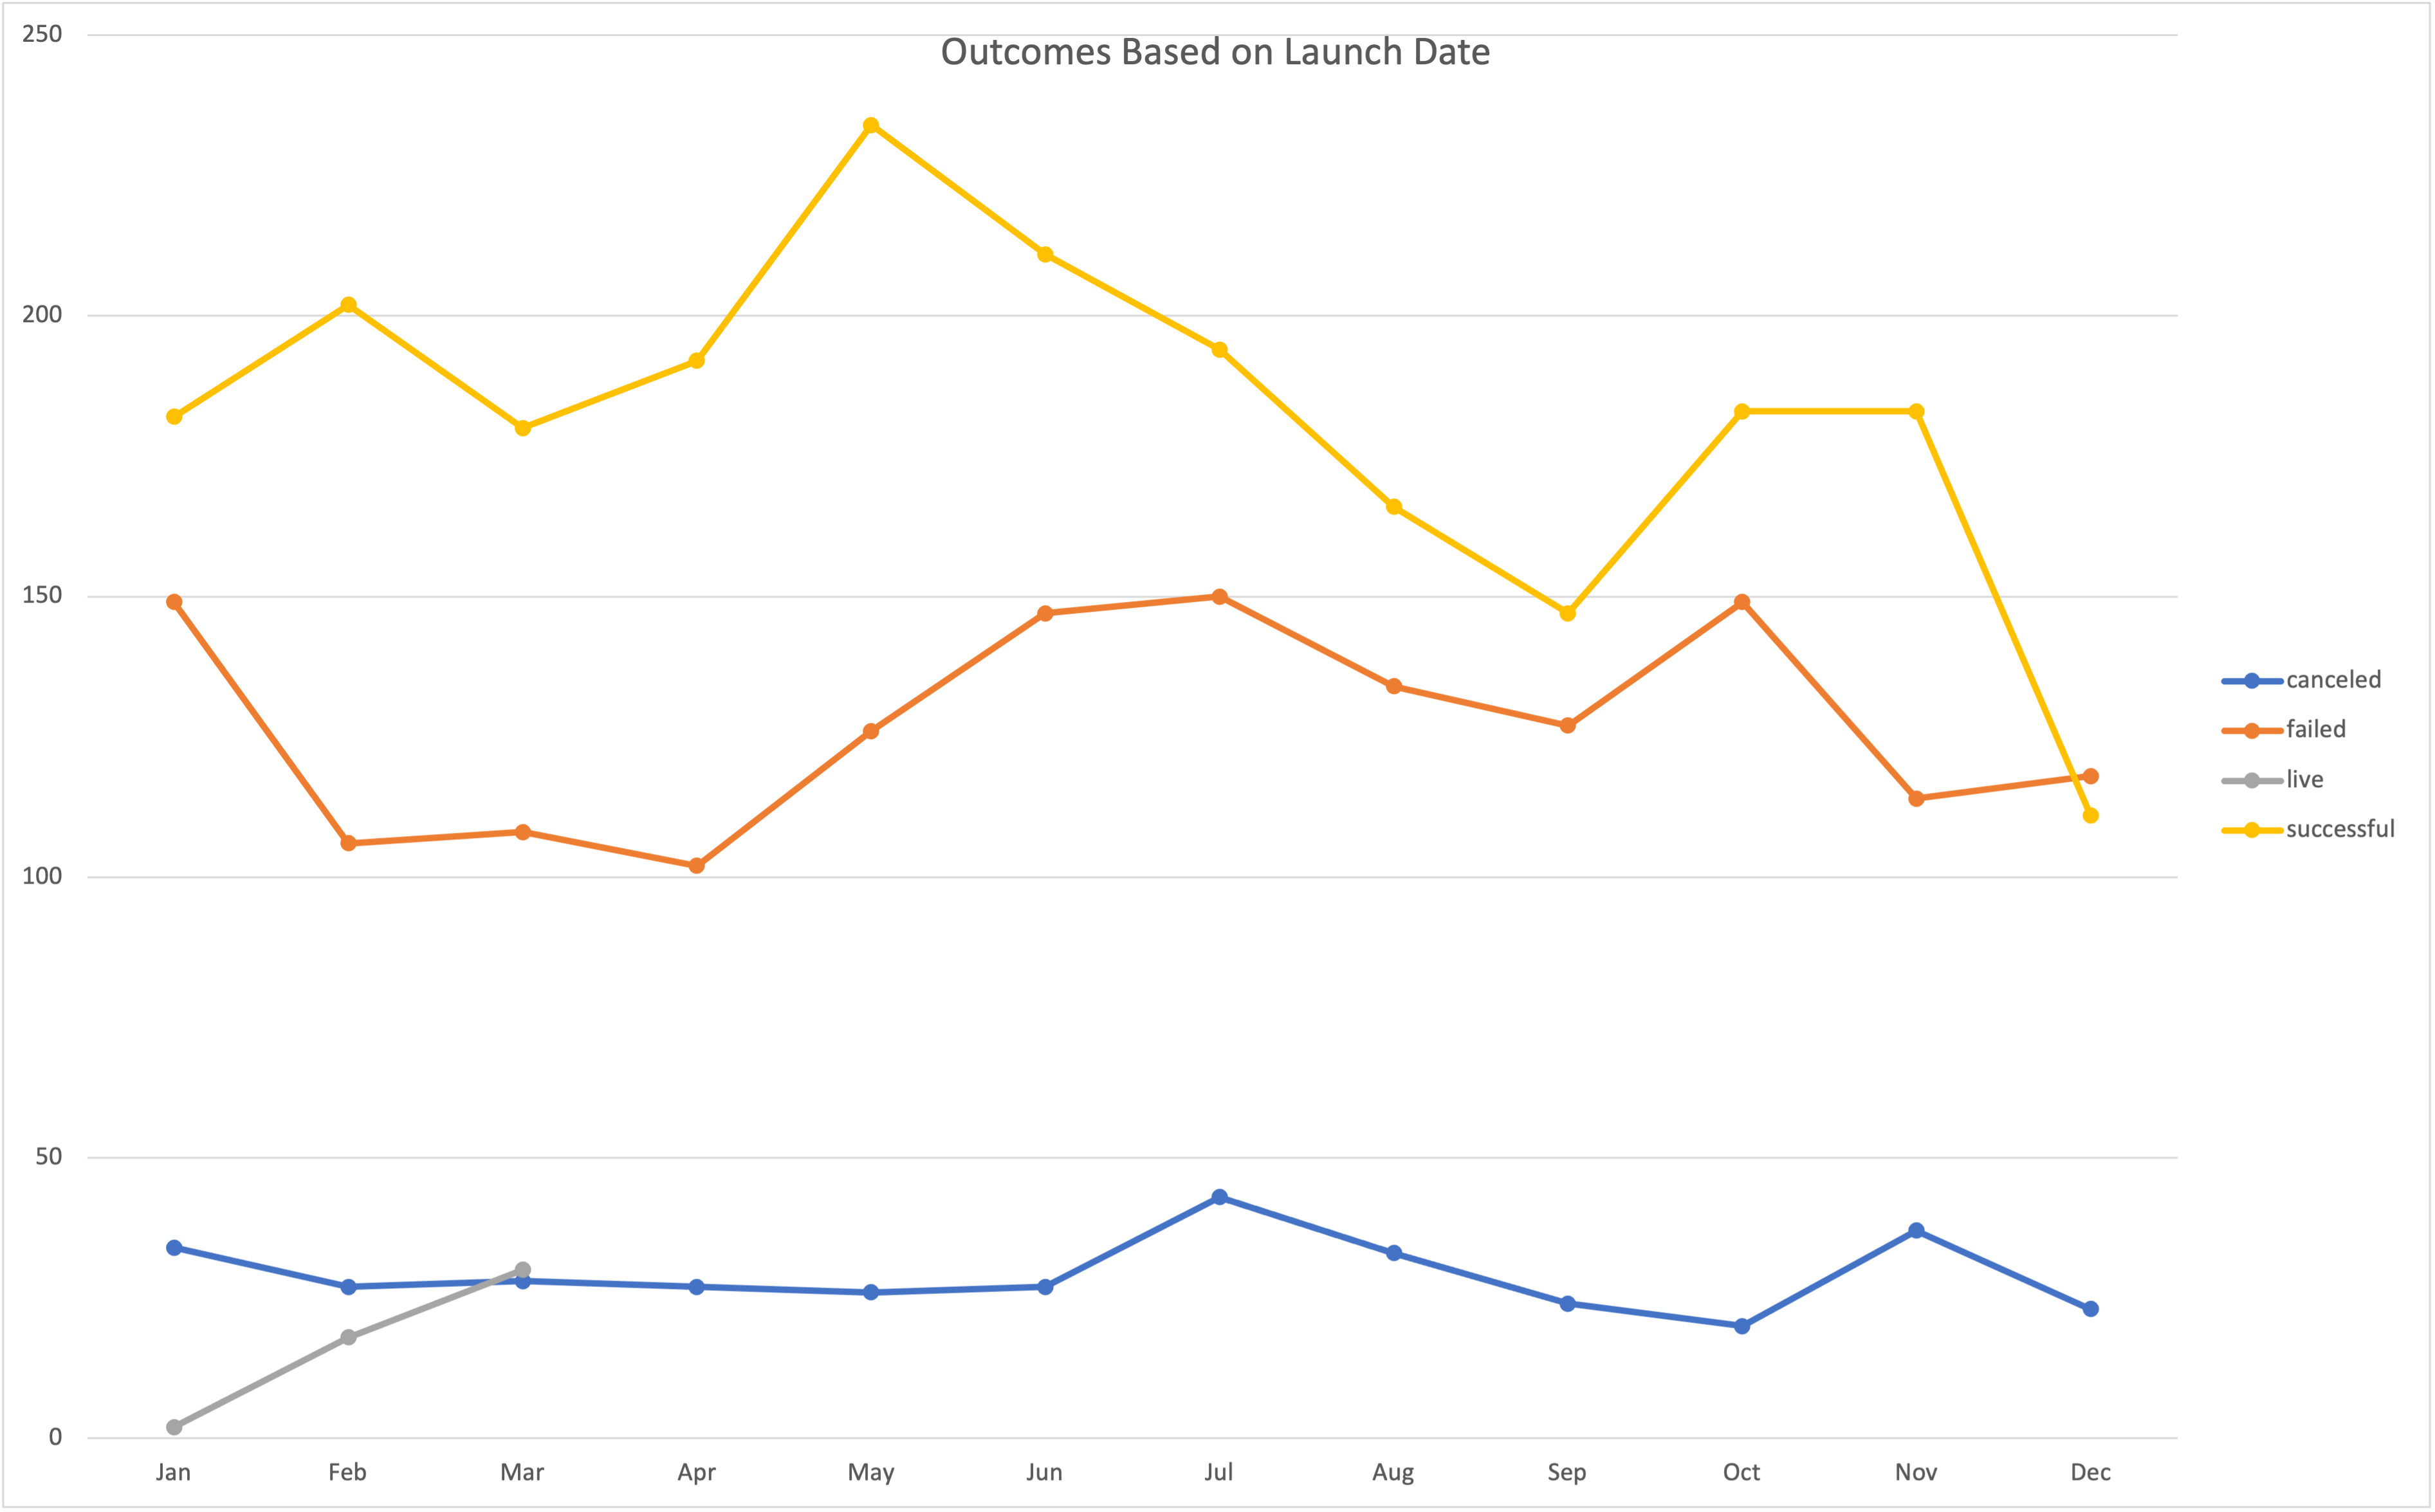 Outcomes Based on Launch Date
250
200
150
100
50
0
Jan Feb Mar Apr May Jun Jul Aug Sep Oct Nov Dec
canceled
failed
live
successful